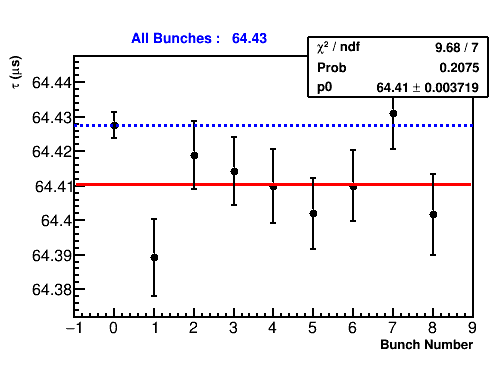 All Bunches : 64.43
χ² / ndf 9.68 / 7
Prob 0.2075
p0 64.41 ± 0.003719
τ (μs)
64.44
64.43
64.42
64.41
64.4
64.39
64.38
−1 0 1 2 3 4 5 6 7 8 9
Bunch Number